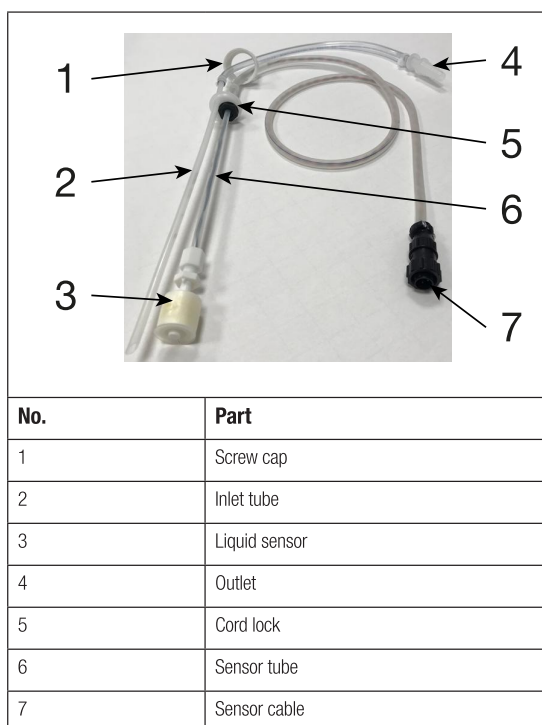 1
4
5
2
6
3
7
No. Part
1 Screw cap
2 Inlet tube
3 Liquid sensor
4 Outlet
5 Cord lock
6 Sensor tube
7 Sensor cable